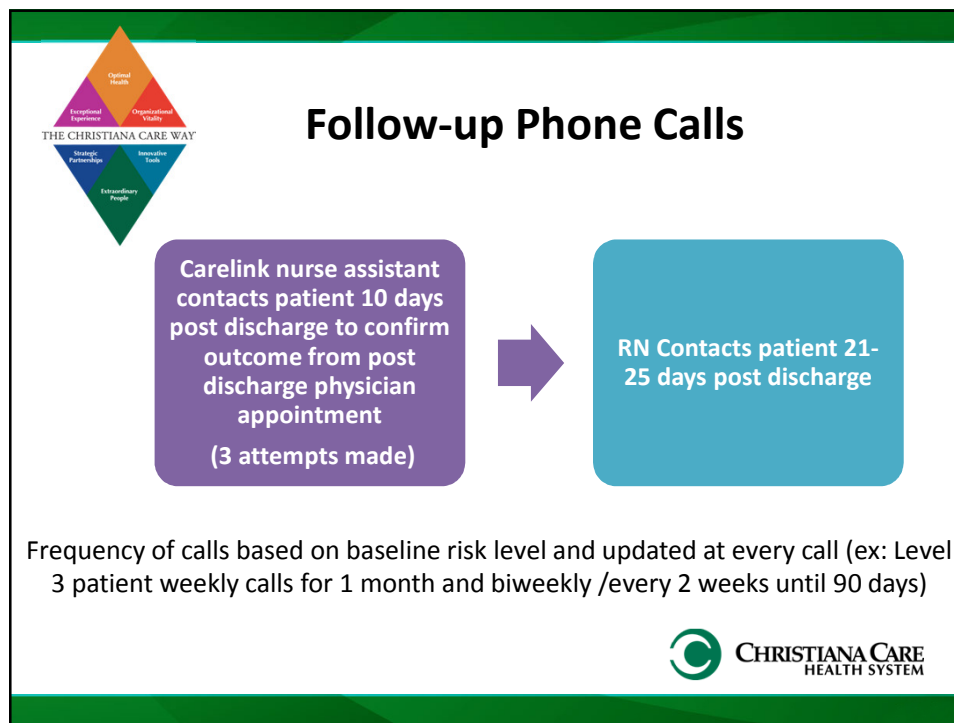 Optimal
Health
Exceptional
Experience
Organizational
Vitality
THE CHRISTIANA CARE WAY
Strategic
Partnerships
Innovative
Tools
Extraordinary
People
Follow-up Phone Calls
Carelink nurse assistant
contacts patient 10 days
post discharge to confirm
outcome from post
discharge physician
appointment
(3 attempts made)
RN Contacts patient 21-
25 days post discharge
Frequency of calls based on baseline risk level and updated at every call (ex: Level
3 patient weekly calls for 1 month and biweekly /every 2 weeks until 90 days)
CHRISTIANA CARE
HEALTH SYSTEM